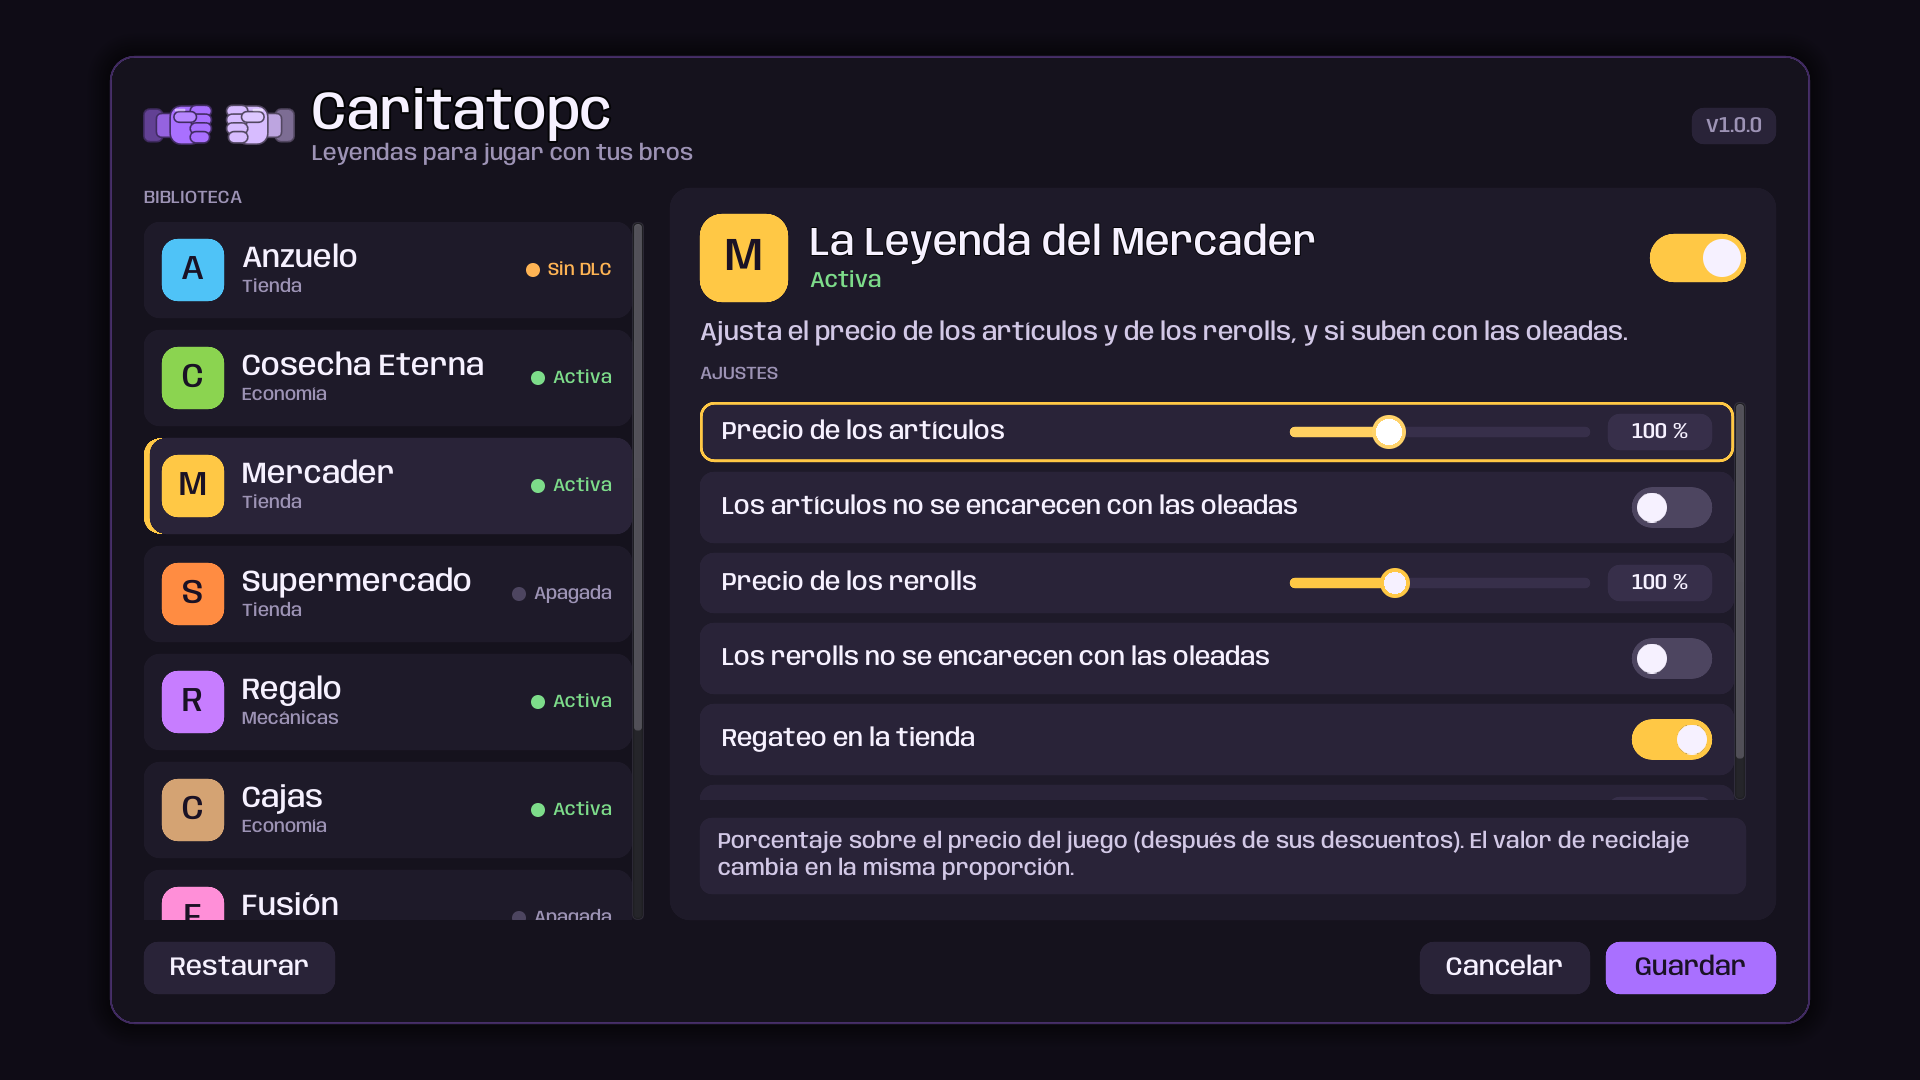 Caritatopc
Leyendas para jugar con tus bros
v1.0.0
BIBLIOTECA
A
Anzuelo
Tienda
Sin DLC
C
Cosecha Eterna
Economía
Activa
M
Mercader
Tienda
Activa
S
Supermercado
Tienda
Apagada
R
Regalo
Mecánicas
Activa
C
Cajas
Economía
Activa
F
Fusión
Apagada
M
La Leyenda del Mercader
Activa
Ajusta el precio de los artículos y de los rerolls, y si suben con las oleadas.
AJUSTES
Precio de los artículos
100 %
Los artículos no se encarecen con las oleadas
Precio de los rerolls
100 %
Los rerolls no se encarecen con las oleadas
Regateo en la tienda
Porcentaje sobre el precio del juego (después de sus descuentos). El valor de reciclaje
cambia en la misma proporción.
Restaurar
Cancelar
Guardar